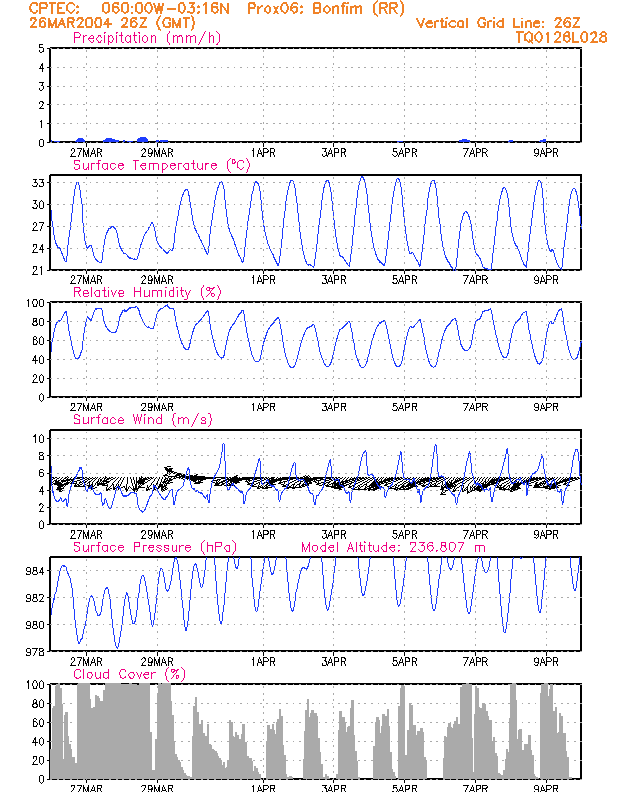 CPTEC: 060:00W-03:16N Prox06: Bonfim (RR)
26MAR2004 26Z (GMT) Vertical Grid Line: 26Z
Precipitation (mm/h) TQ0126L028
5
4
3
2
1
0
27MAR 29MAR 1APR 3APR 5APR 7APR 9APR
Surface Temperature (°C)
33
30
27
24
21
27MAR 29MAR 1APR 3APR 5APR 7APR 9APR
Relative Humidity (%)
100
80
60
40
20
0
27MAR 29MAR 1APR 3APR 5APR 7APR 9APR
Surface Wind (m/s)
10
8
6
4
2
0
27MAR 29MAR 1APR 3APR 5APR 7APR 9APR
Surface Pressure (hPa) Model Altitude: 236.807 m
984
982
980
978
27MAR 29MAR 1APR 3APR 5APR 7APR 9APR
Cloud Cover (%)
100
80
60
40
20
0
27MAR 29MAR 1APR 3APR 5APR 7APR 9APR